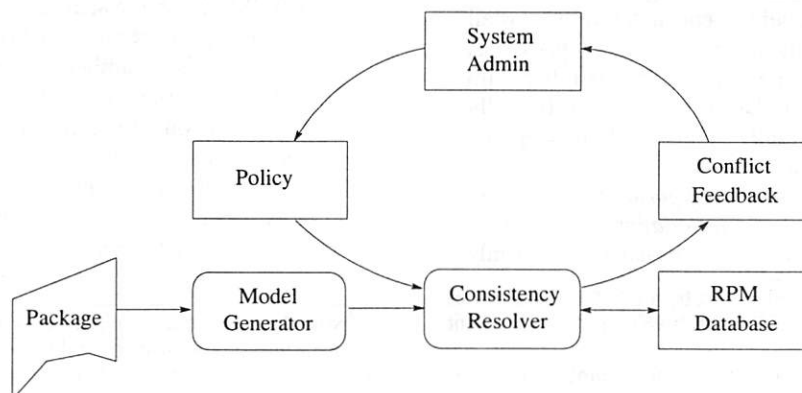 System
Admin
Policy
Conflict
Feedback
Package
Model
Generator
Consistency
Resolver
RPM
Database